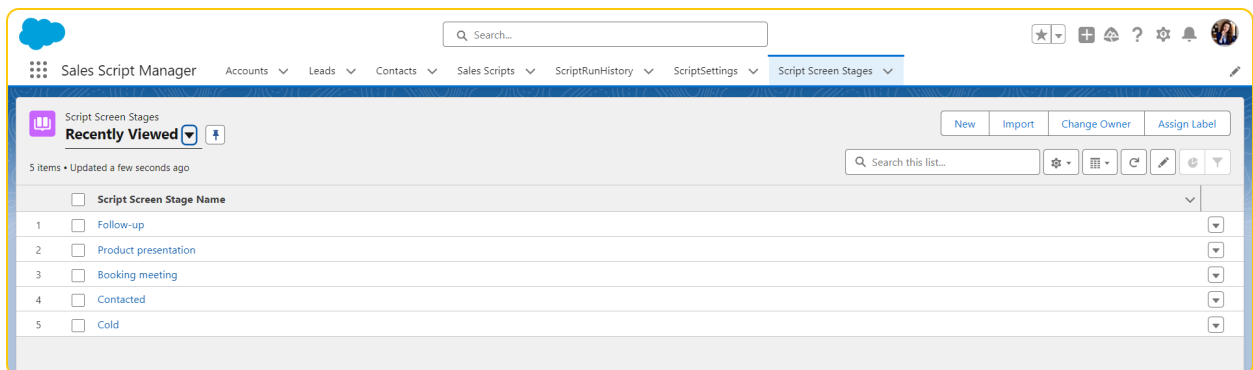 Search...
Sales Script Manager Accounts Leads Contacts Sales Scripts ScriptRunHistory ScriptSettings Script Screen Stages
Script Screen Stages
Recently Viewed
New Import Change Owner Assign Label
5 items • Updated a few seconds ago
Search this list...
Script Screen Stage Name
1 Follow-up
2 Product presentation
3 Booking meeting
4 Contacted
5 Cold